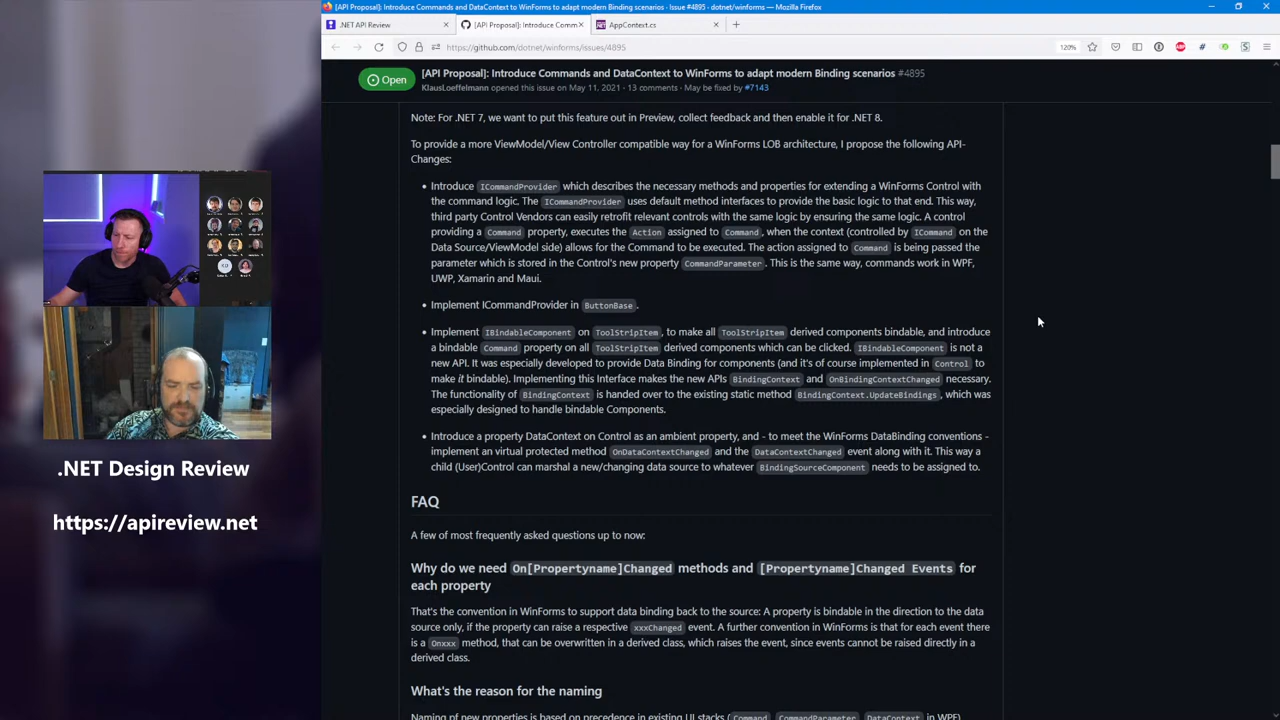 [API Proposal]: Introduce Commands and DataContext to WinForms to adapt modern Binding scenarios · Issue #4895 · dotnet/winforms — Mozilla Firefox
.NET API Review
[API Proposal]: Introduce Comm
AppContext.cs
https://github.com/dotnet/winforms/issues/4895
120%
Open
[API Proposal]: Introduce Commands and DataContext to WinForms to adapt modern Binding scenarios #4895
KlausLoeffelmann opened this issue on May 11, 2021 · 13 comments · May be fixed by #7143
Note: For .NET 7, we want to put this feature out in Preview, collect feedback and then enable it for .NET 8.
To provide a more ViewModel/View Controller compatible way for a WinForms LOB architecture, I propose the following API-
Changes:
• Introduce ICommandProvider which describes the necessary methods and properties for extending a WinForms Control with
the command logic. The ICommandProvider uses default method interfaces to provide the basic logic to that end. This way,
third party Control Vendors can easily retrofit relevant controls with the same logic by ensuring the same logic. A control
providing a Command property, executes the Action assigned to Command, when the context (controlled by ICommand on the
Data Source/ViewModel side) allows for the Command to be executed. The action assigned to Command is being passed the
parameter which is stored in the Control's new property CommandParameter. This is the same way, commands work in WPF,
UWP, Xamarin and Maui.
• Implement ICommandProvider in ButtonBase.
• Implement IBindableComponent on ToolStripItem, to make all ToolStripItem derived components bindable, and introduce
a bindable Command property on all ToolStripItem derived components which can be clicked. IBindableComponent is not a
new API. It was especially developed to provide Data Binding for components (and it's of course implemented in Control to
make it bindable). Implementing this Interface makes the new APIs BindingContext and OnBindingContextChanged necessary.
The functionality of BindingContext is handed over to the existing static method BindingContext.UpdateBindings, which was
especially designed to handle bindable Components.
• Introduce a property DataContext on Control as an ambient property, and - to meet the WinForms DataBinding conventions -
implement an virtual protected method OnDataContextChanged and the DataContextChanged event along with it. This way a
child (User)Control can marshal a new/changing data source to whatever BindingSourceComponent needs to be assigned to.
FAQ
A few of most frequently asked questions up to now:
Why do we need On[Propertyname]Changed methods and [Propertyname]Changed Events for
each property
That's the convention in WinForms to support data binding back to the source: A property is bindable in the direction to the data
source only, if the property can raise a respective xxxChanged event. A further convention in WinForms is that for each event there
is a Onxxx method, that can be overwritten in a derived class, which raises the event, since events cannot be raised directly in a
derived class.
What's the reason for the naming
Naming of new properties is based on precedence in existing UI stacks (Command, CommandParameter, DataContext in WPF)
.NET Design Review
https://apireview.net